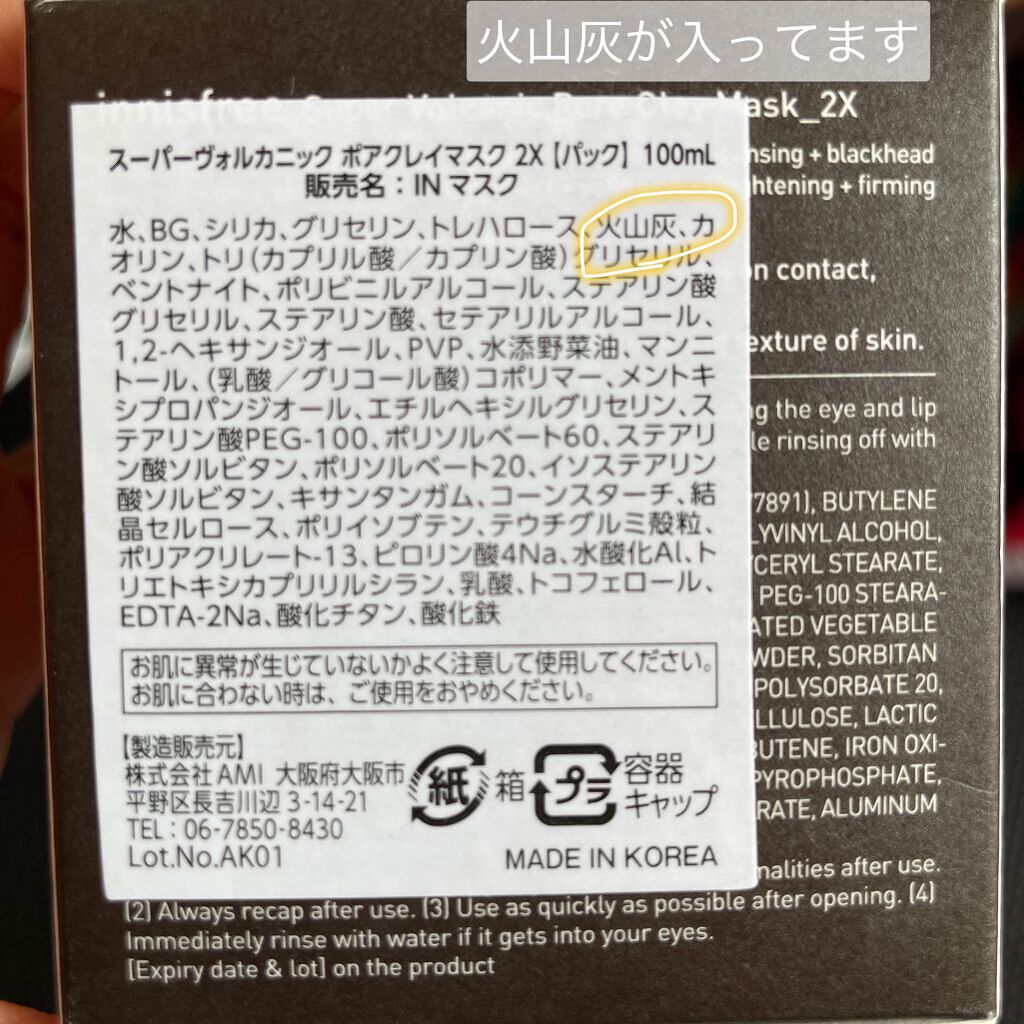 火山灰が入ってます
innisfree
Mask_2X
スーパーヴォルカニック ポアクレイマスク 2X【パック】 100mL
販売名：IN マスク
nsing + blackhead
htening + firming
水、BG、シリカ、グリセリン、トレハロース、火山灰、カ
オリン、トリ(カプリル酸／カプリン酸)グリセリル、
ベントナイト、ポリビニルアルコール、ステアリン酸
グリセリル、ステアリン酸、セテアリルアルコール、
1,2-ヘキサンジオール、PVP、水添野菜油、マンニ
トール、(乳酸／グリコール酸)コポリマー、メントキ
シプロパンジオール、エチルヘキシルグリセリン、ス
テアリン酸PEG-100、ポリソルベート60、ステアリ
ン酸ソルビタン、ポリソルベート20、イソステアリン
酸ソルビタン、キサンタンガム、コーンスターチ、結
晶セルロース、ポリイソブテン、テウチグルミ殻粒、
ポリアクリレート-13、ピロリン酸4Na、水酸化Al、ト
リエトキシカプリリルシラン、乳酸、トコフェロール、
EDTA-2Na、酸化チタン、酸化鉄
on contact,
exture of skin.
ng the eye and lip
le rinsing off with
77891), BUTYLENE
LYVINYL ALCOHOL,
YCERYL STEARATE,
PEG-100 STEARA-
ATED VEGETABLE
WDER, SORBITAN
POLYSORBATE 20,
ELLULOSE, LACTIC
BUTENE, IRON OXI-
PYROPHOSPHATE,
RATE, ALUMINUM
お肌に異常が生じていないかよく注意して使用してください。
お肌に合わない時は、ご使用をおやめください。
【製造販売元】
株式会社AMI 大阪府大阪市
平野区長吉川辺 3-14-21
TEL：06-7850-8430
Lot.No.AK01
紙 箱 プラ 容器
キャップ
MADE IN KOREA
nalities after use.
(2) Always recap after use. (3) Use as quickly as possible after opening. (4)
Immediately rinse with water if it gets into your eyes.
[Expiry date & lot] on the product